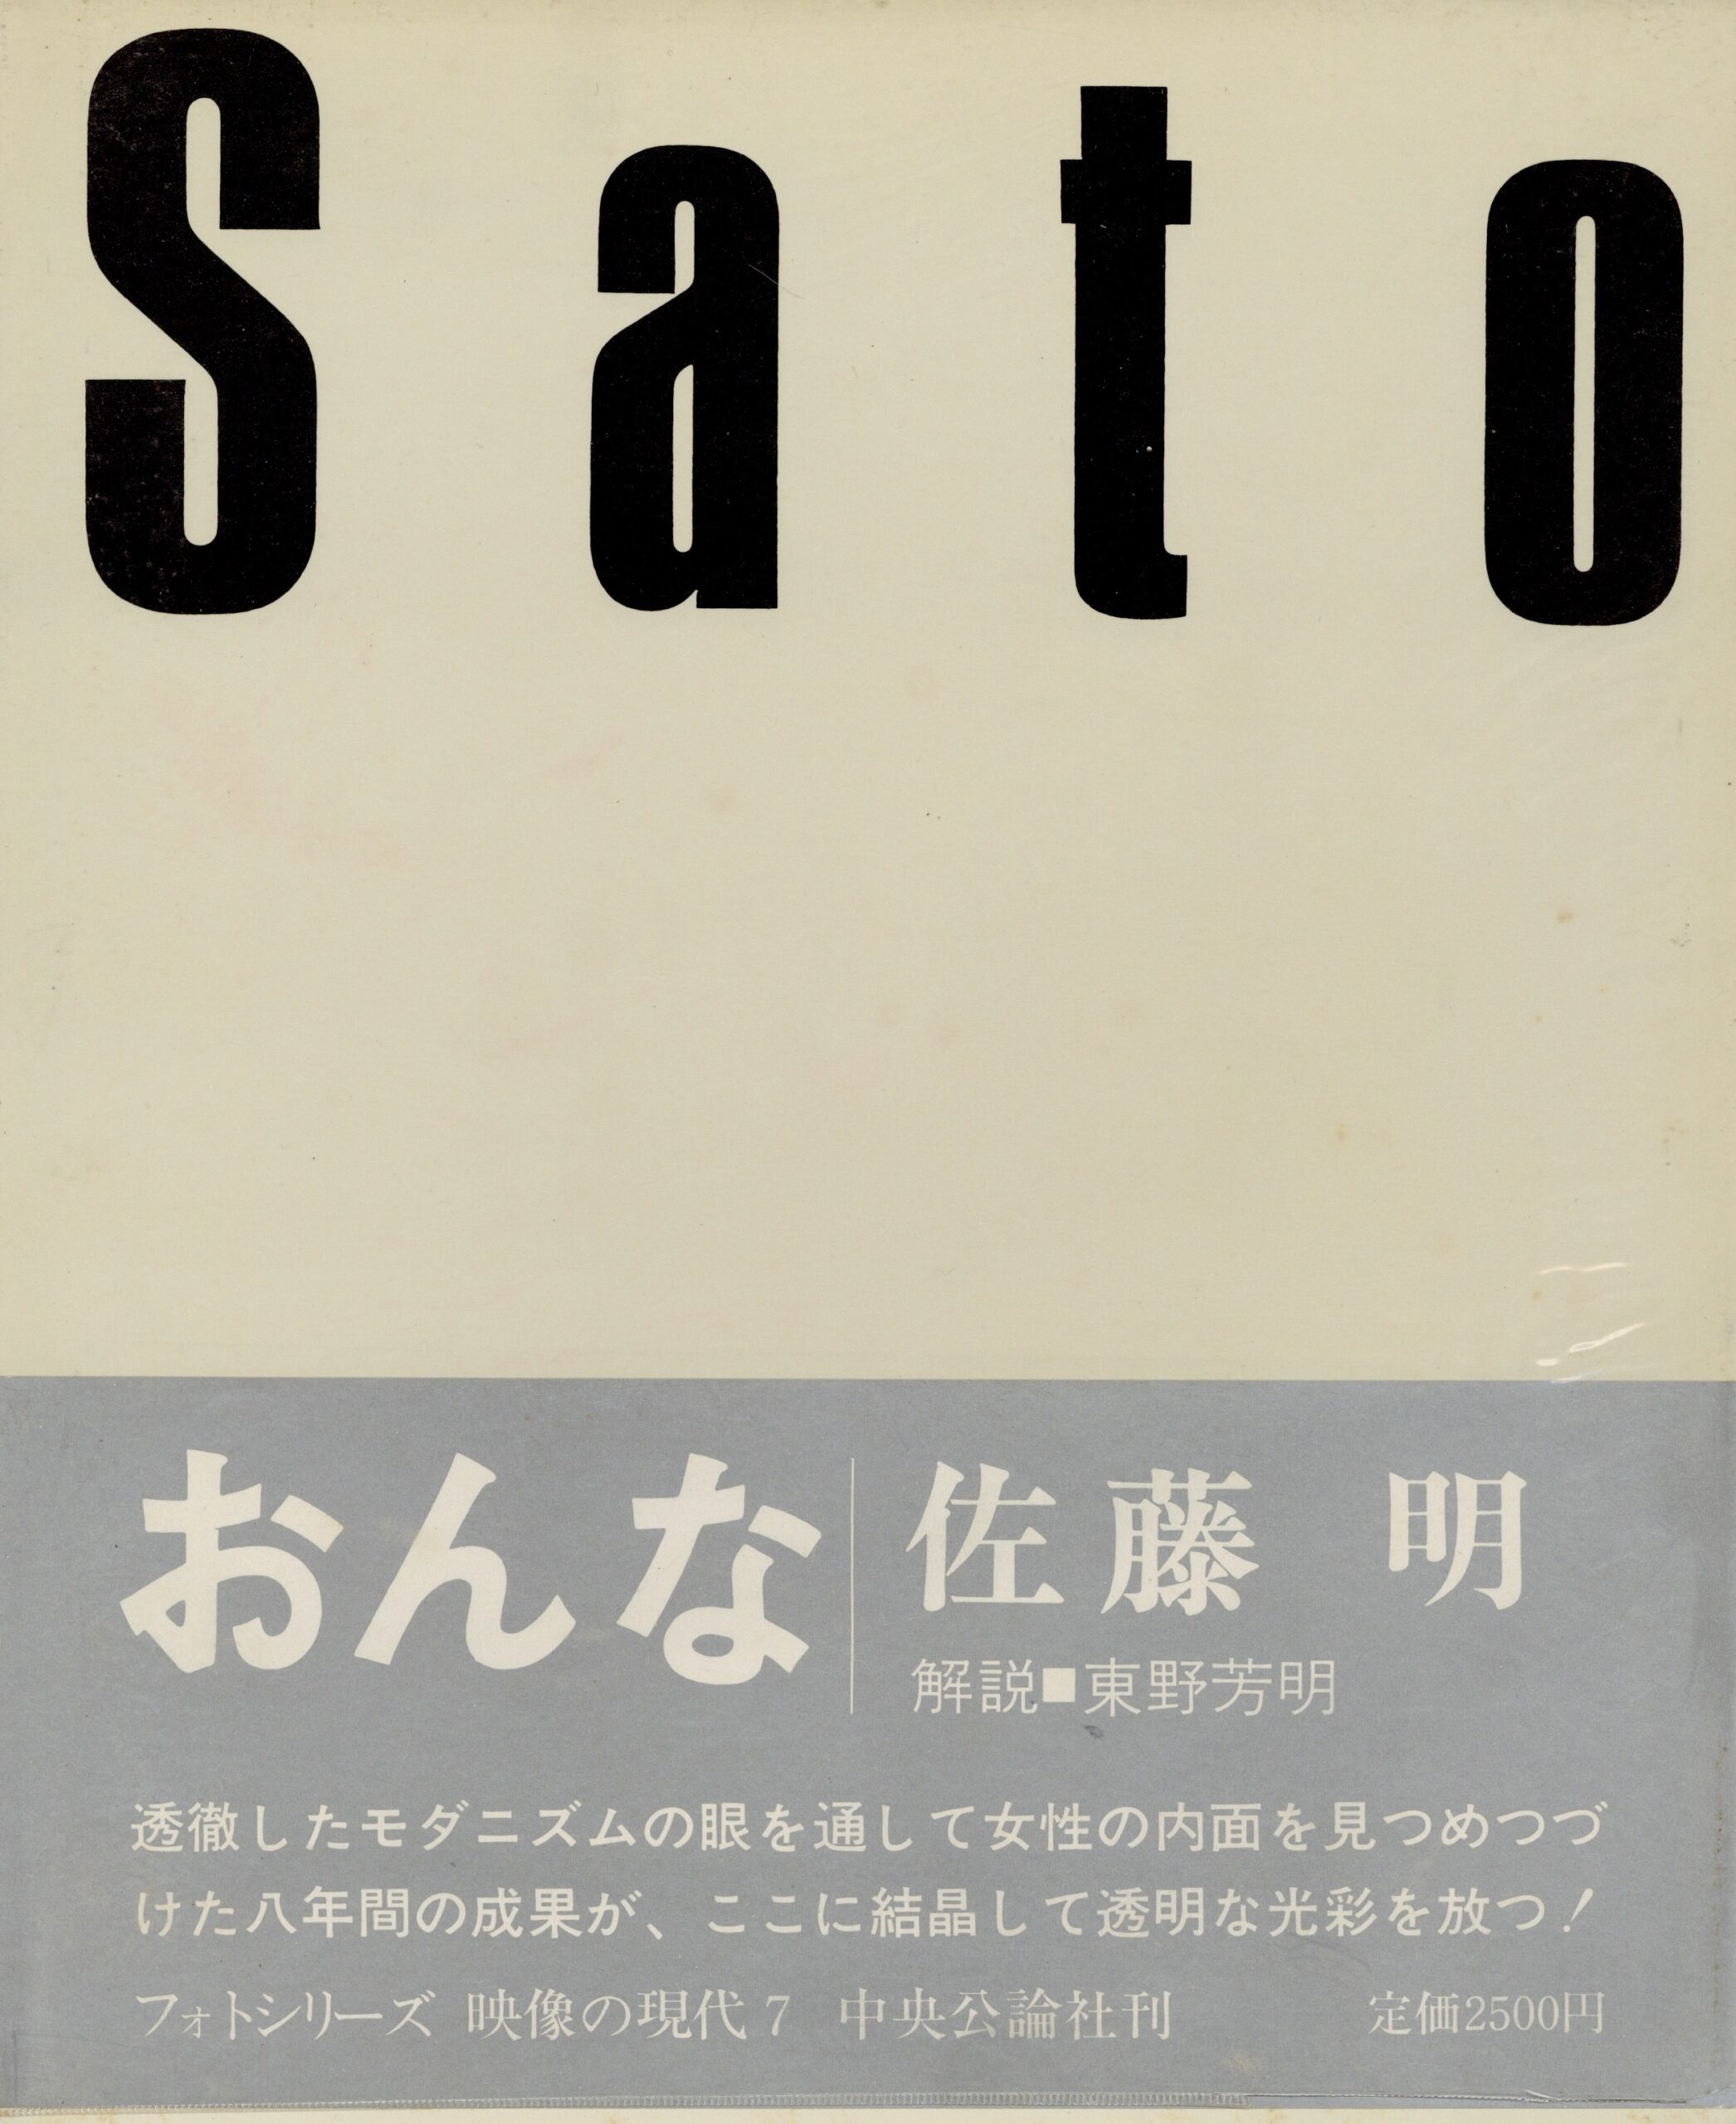 Sato
おんな
佐藤 明
解説■東野芳明
透徹したモダニズムの眼を通して女性の内面を見つめつづ
けた八年間の成果が、ここに結晶して透明な光彩を放つ!
フォトシリーズ 映像の現代 7 中央公論社刊 定価2500円